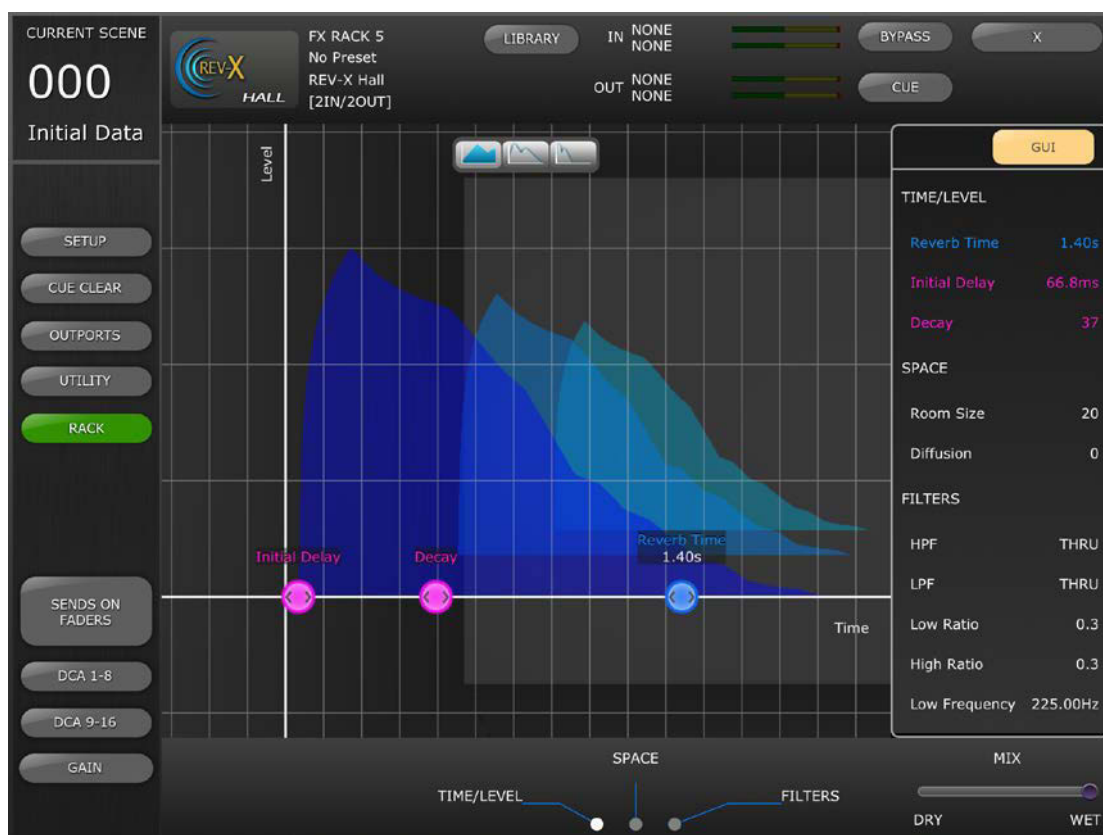 CURRENT SCENE
000
Initial Data
SETUP
CUE CLEAR
OUTPORTS
UTILITY
RACK
SENDS ON
FADERS
DCA 1-8
DCA 9-16
GAIN
REV-X
HALL
FX RACK 5
No Preset
REV-X Hall
[2IN/2OUT]
LIBRARY
IN NONE
NONE
OUT NONE
NONE
BYPASS
X
CUE
Level
Initial Delay
Decay
Reverb Time
1.40s
Time
GUI
TIME/LEVEL
Reverb Time 1.40s
Initial Delay 66.8ms
Decay 37
SPACE
Room Size 20
Diffusion 0
FILTERS
HPF THRU
LPF THRU
Low Ratio 0.3
High Ratio 0.3
Low Frequency 225.00Hz
SPACE
TIME/LEVEL
FILTERS
MIX
DRY WET